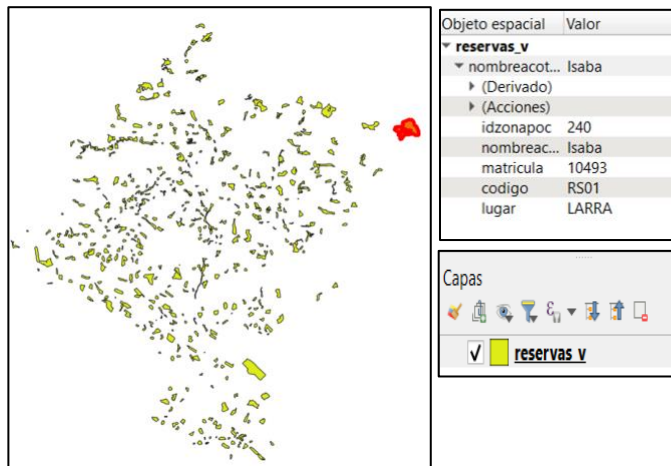 Objeto espacial Valor
reservas_v
nombreacot... Isaba
(Derivado)
(Acciones)
idzonapoc 240
nombreac... Isaba
matricula 10493
codigo RS01
lugar LARRA
Capas
reservas_v